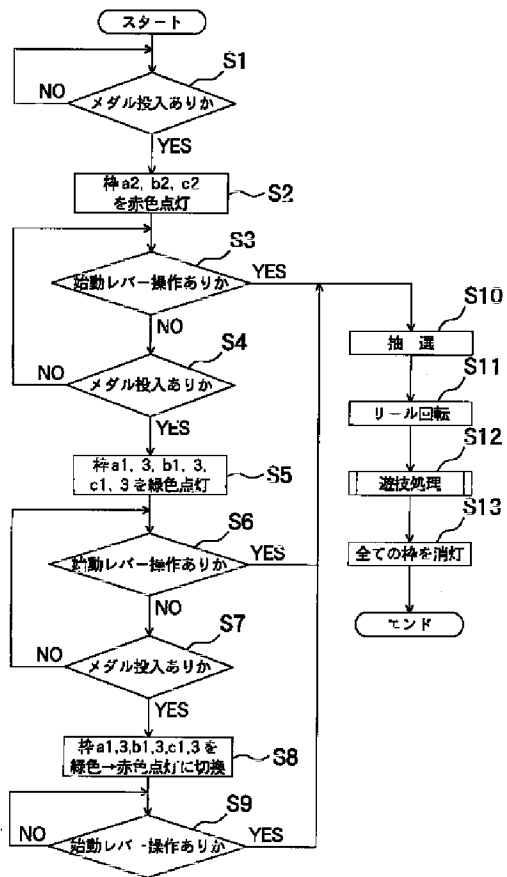 スタート
S1
NO
メダル投入ありか
YES
枠a2, b2, c2
を赤色点灯
S2
S3
始動レバー操作ありか
YES
NO
S4
NO
メダル投入ありか
YES
枠a1, 3, b1, 3,
c1, 3を緑色点灯
S5
S6
始動レバー操作ありか
YES
NO
S7
NO
メダル投入ありか
YES
枠a1,3,b1,3,c1,3を
緑色→赤色点灯に切換
S8
S9
NO
始動レバー操作ありか
YES
S10
抽 選
S11
リール回転
S12
遊技処理
S13
全ての枠を消灯
エンド